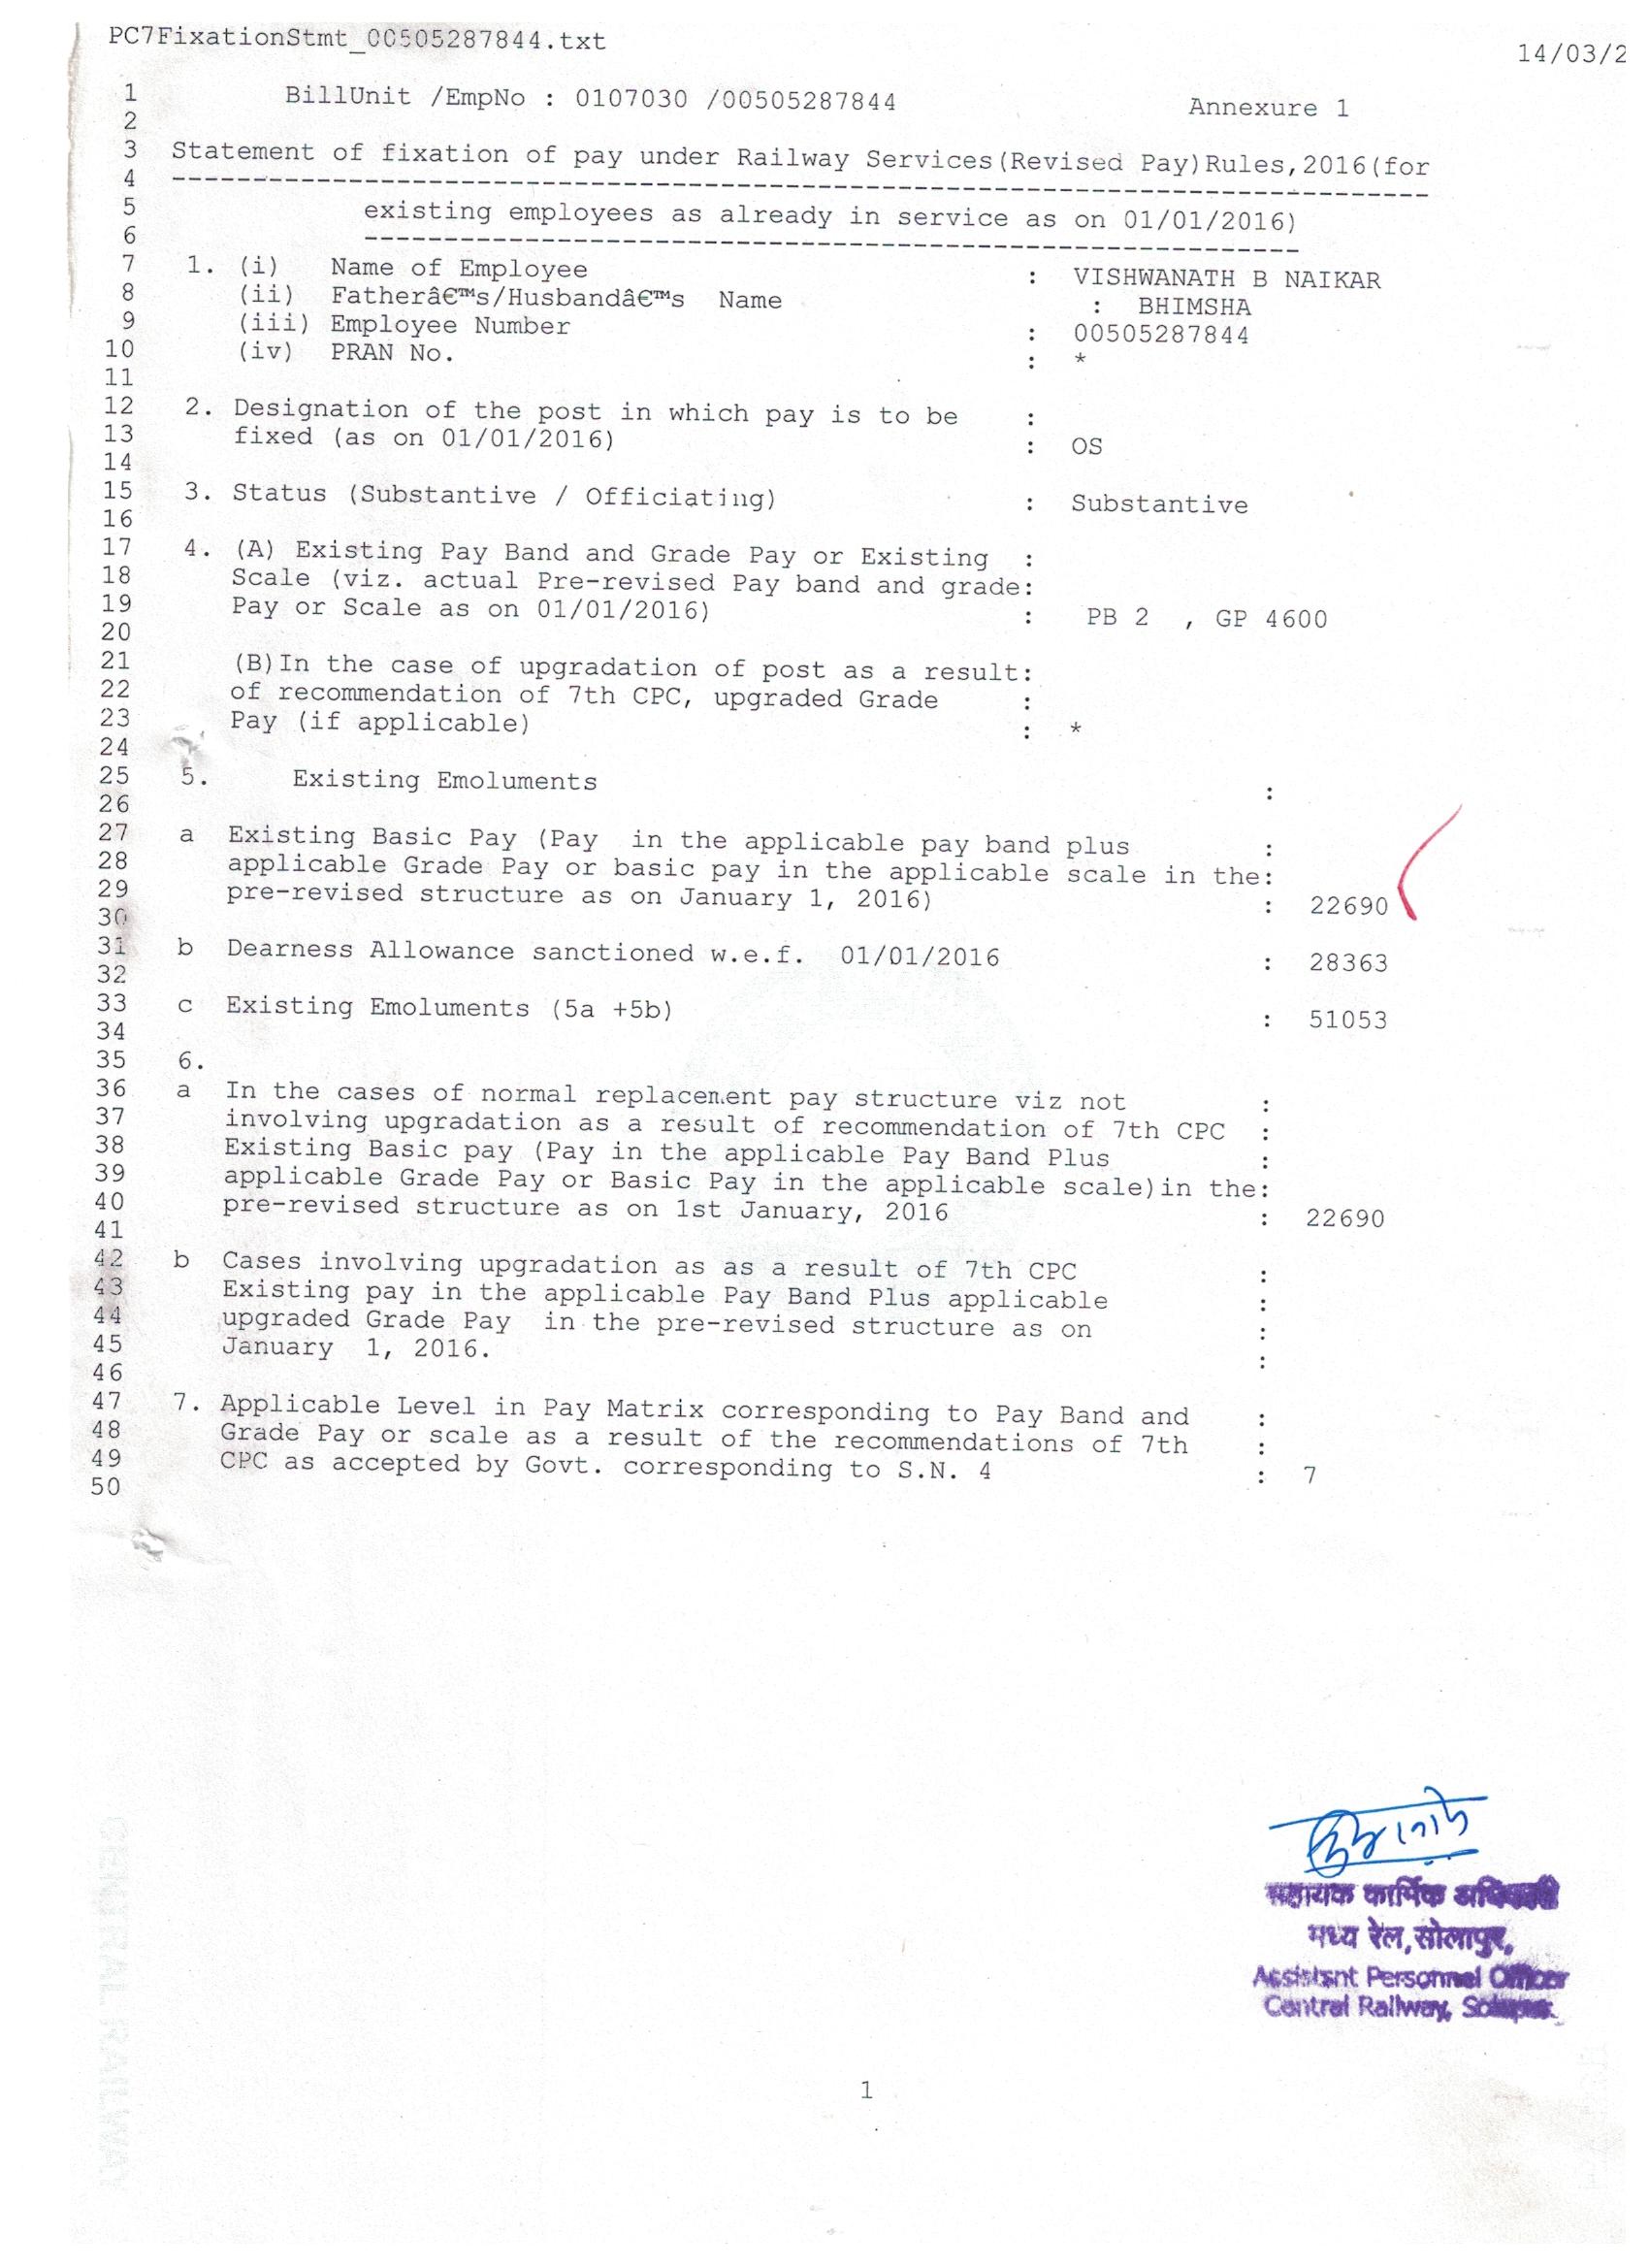 PC7FixationStmt_00505287844.txt
14/03/2
1 BillUnit /EmpNo : 0107030 /00505287844 Annexure 1
2
3 Statement of fixation of pay under Railway Services(Revised Pay)Rules,2016(for
4 ------------------------------------------------------------------------------
5 existing employees as already in service as on 01/01/2016)
6 ----------------------------------------------------------
7 1. (i) Name of Employee : VISHWANATH B NAIKAR
8 (ii) Fatherâ€™s/Husbandâ€™s Name : BHIMSHA
9 (iii) Employee Number : 00505287844
10 (iv) PRAN No. : *
11
12 2. Designation of the post in which pay is to be :
13 fixed (as on 01/01/2016) : OS
14
15 3. Status (Substantive / Officiating) : Substantive
16
17 4. (A) Existing Pay Band and Grade Pay or Existing :
18 Scale (viz. actual Pre-revised Pay band and grade:
19 Pay or Scale as on 01/01/2016) : PB 2 , GP 4600
20
21 (B)In the case of upgradation of post as a result:
22 of recommendation of 7th CPC, upgraded Grade :
23 Pay (if applicable) : *
24
25 5. Existing Emoluments :
26
27 a Existing Basic Pay (Pay in the applicable pay band plus :
28 applicable Grade Pay or basic pay in the applicable scale in the:
29 pre-revised structure as on January 1, 2016) : 22690
30
31 b Dearness Allowance sanctioned w.e.f. 01/01/2016 : 28363
32
33 c Existing Emoluments (5a +5b) : 51053
34
35 6.
36 a In the cases of normal replacement pay structure viz not :
37 involving upgradation as a result of recommendation of 7th CPC :
38 Existing Basic pay (Pay in the applicable Pay Band Plus :
39 applicable Grade Pay or Basic Pay in the applicable scale)in the:
40 pre-revised structure as on 1st January, 2016 : 22690
41
42 b Cases involving upgradation as as a result of 7th CPC :
43 Existing pay in the applicable Pay Band Plus applicable :
44 upgraded Grade Pay in the pre-revised structure as on :
45 January 1, 2016. :
46
47 7. Applicable Level in Pay Matrix corresponding to Pay Band and :
48 Grade Pay or scale as a result of the recommendations of 7th :
49 CPC as accepted by Govt. corresponding to S.N. 4 : 7
50
सहायक कार्मिक अधिकारी
मध्य रेल, सोलापुर,
Assistant Personnel Officer
Central Railway, Solapur.
1
CENTRAL RAILWAY